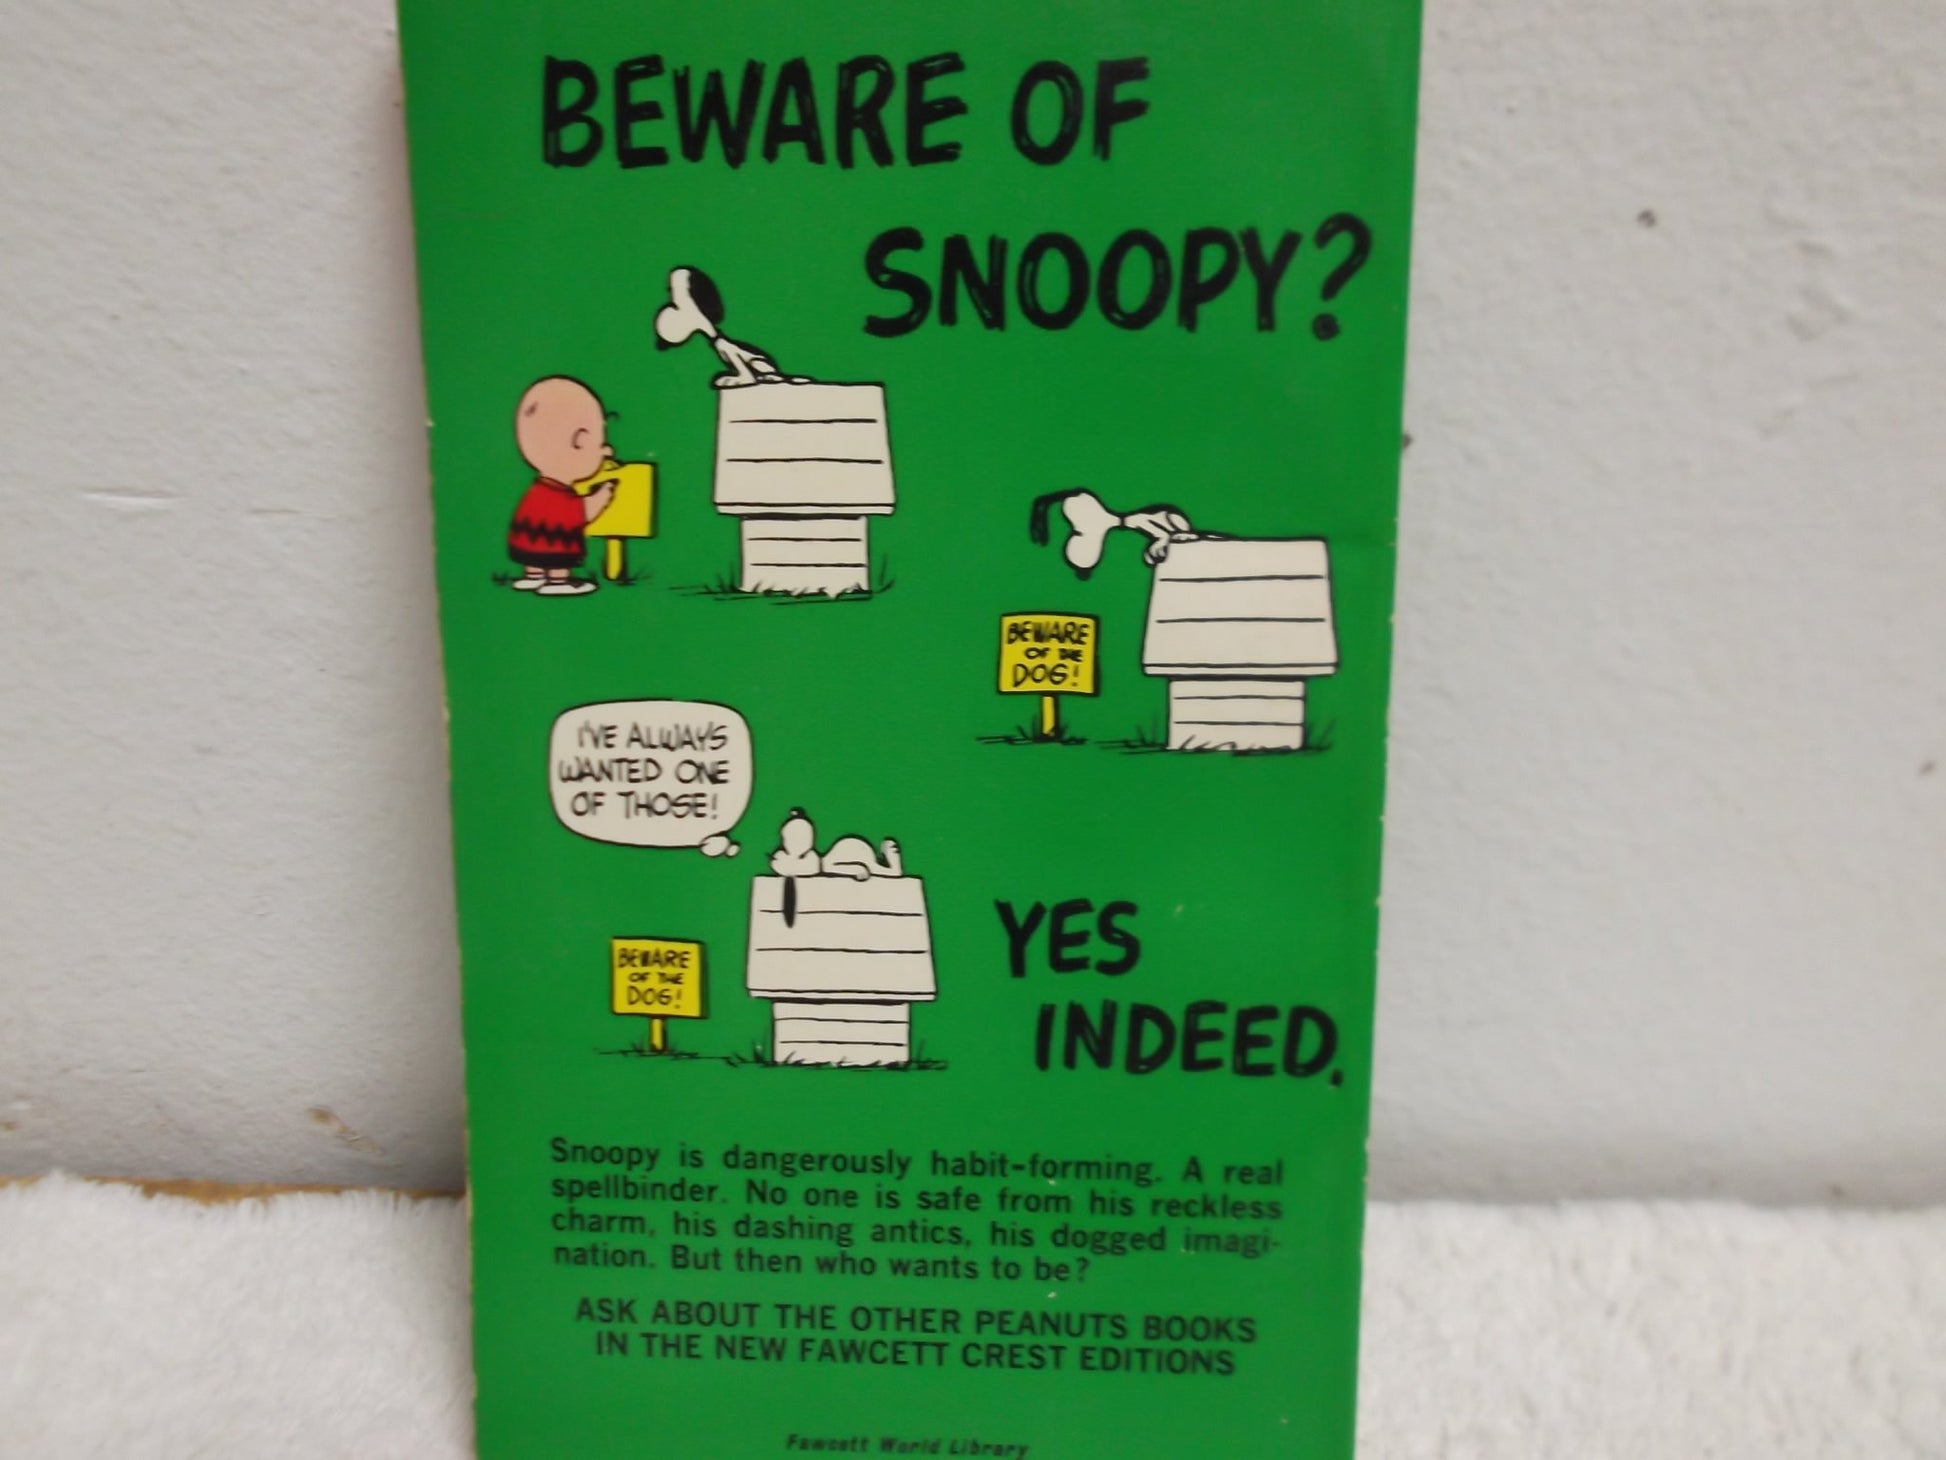 BEWARE OF
SNOOPY?
BEWARE
OF THE
DOG!
I'VE ALWAYS
WANTED ONE
OF THOSE!
BEWARE
OF THE
DOG!
YES
INDEED.
Snoopy is dangerously habit-forming. A real
spellbinder. No one is safe from his reckless
charm, his dashing antics, his dogged imagi-
nation. But then who wants to be?
ASK ABOUT THE OTHER PEANUTS BOOKS
IN THE NEW FAWCETT CREST EDITIONS
Fawcett World Library